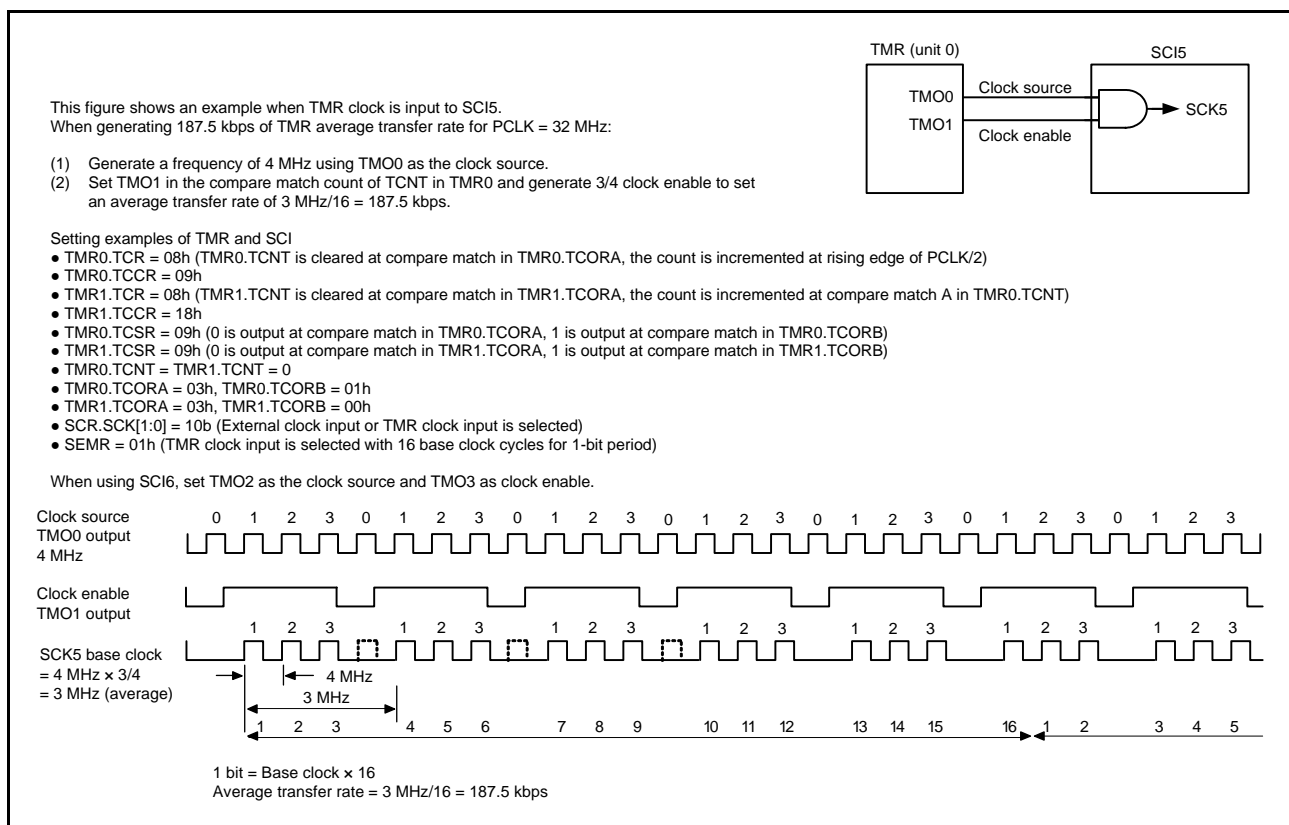 TMR (unit 0)
SCI5
TMO0
Clock source
TMO1
Clock enable
SCK5
This figure shows an example when TMR clock is input to SCI5.
When generating 187.5 kbps of TMR average transfer rate for PCLK = 32 MHz:
(1) Generate a frequency of 4 MHz using TMO0 as the clock source.
(2) Set TMO1 in the compare match count of TCNT in TMR0 and generate 3/4 clock enable to set
an average transfer rate of 3 MHz/16 = 187.5 kbps.
Setting examples of TMR and SCI
● TMR0.TCR = 08h (TMR0.TCNT is cleared at compare match in TMR0.TCORA, the count is incremented at rising edge of PCLK/2)
● TMR0.TCCR = 09h
● TMR1.TCR = 08h (TMR1.TCNT is cleared at compare match in TMR1.TCORA, the count is incremented at compare match A in TMR0.TCNT)
● TMR1.TCCR = 18h
● TMR0.TCSR = 09h (0 is output at compare match in TMR0.TCORA, 1 is output at compare match in TMR0.TCORB)
● TMR1.TCSR = 09h (0 is output at compare match in TMR1.TCORA, 1 is output at compare match in TMR1.TCORB)
● TMR0.TCNT = TMR1.TCNT = 0
● TMR0.TCORA = 03h, TMR0.TCORB = 01h
● TMR1.TCORA = 03h, TMR1.TCORB = 00h
● SCR.SCK[1:0] = 10b (External clock input or TMR clock input is selected)
● SEMR = 01h (TMR clock input is selected with 16 base clock cycles for 1-bit period)
When using SCI6, set TMO2 as the clock source and TMO3 as clock enable.
Clock source
TMO0 output
4 MHz
0 1 2 3 0 1 2 3 0 1 2 3 0 1 2 3 0 1 2 3 0 1 2 3 0 1 2 3
Clock enable
TMO1 output
1 2 3 1 2 3 1 2 3 1 2 3 1 2 3 1 2 3 1 2 3
SCK5 base clock
= 4 MHz × 3/4
= 3 MHz (average)
4 MHz
3 MHz
1 2 3 4 5 6 7 8 9 10 11 12 13 14 15 16 1 2 3 4 5
1 bit = Base clock × 16
Average transfer rate = 3 MHz/16 = 187.5 kbps